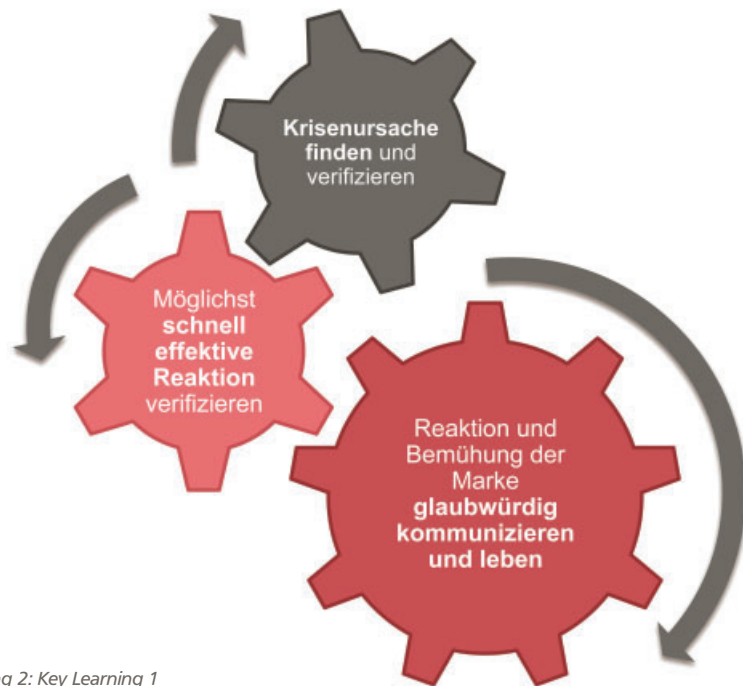 Krisenursache
finden und
verifizieren
Möglichst
schnell
effektive
Reaktion
verifizieren
Reaktion und
Bemühung der
Marke
glaubwürdig
kommunizieren
und leben
g 2: Key Learning 1